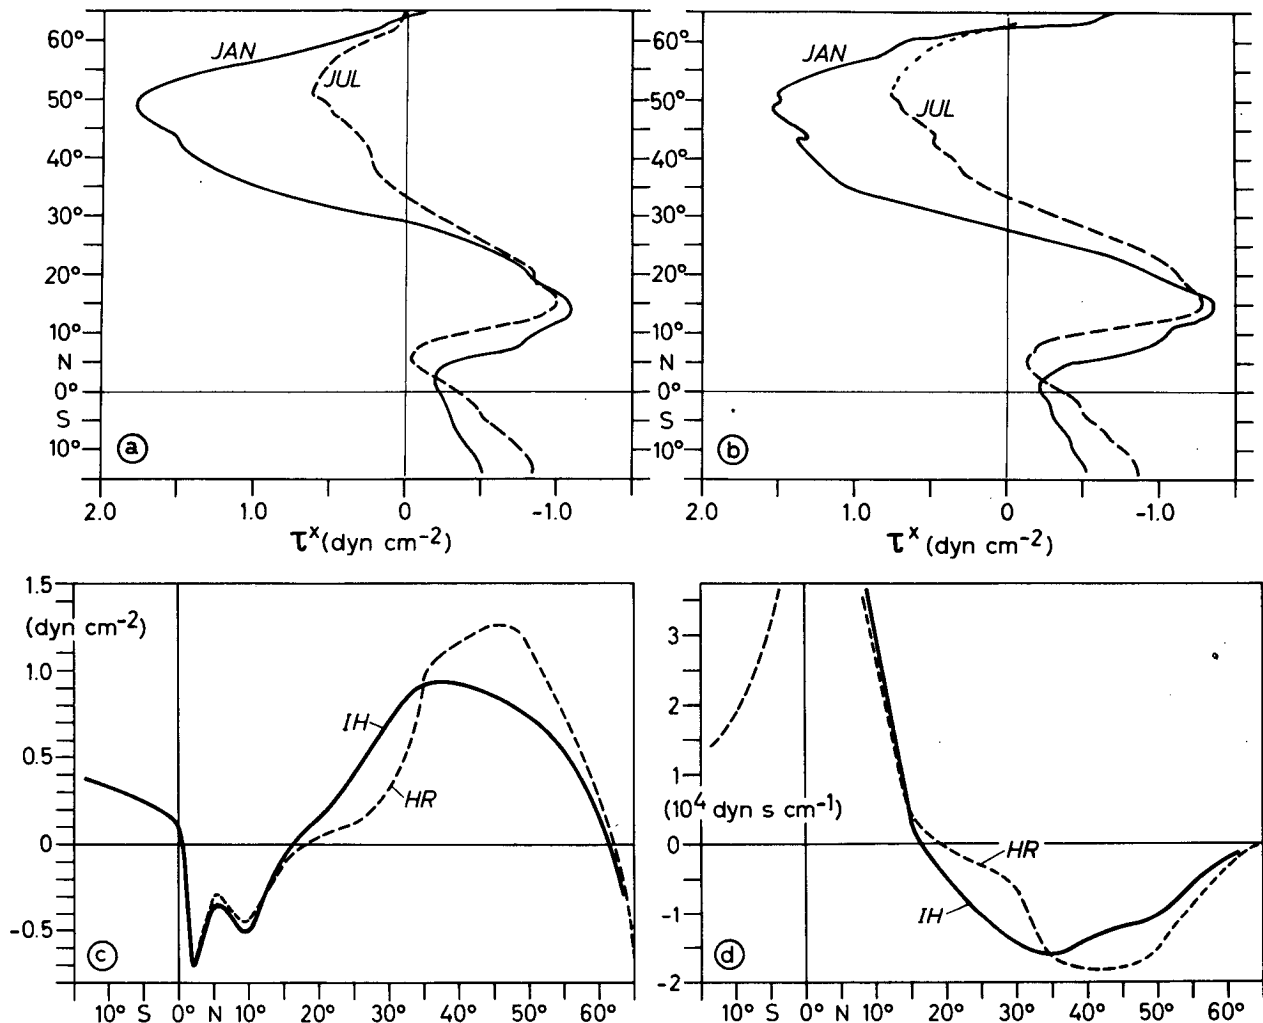 60°
50°
40°
30°
20°
10°
N
0°
S
10°
JAN
JUL
ⓐ
2.0 1.0 0 -1.0
τˣ (dyn cm⁻²)
60°
50°
40°
30°
20°
10°
N
0°
S
10°
JAN
JUL
ⓑ
2.0 1.0 0 -1.0
τˣ (dyn cm⁻²)
1.5
(dyn cm⁻²)
1.0
0.5
0
-0.5
IH
HR
ⓒ
10° S 0° N 10° 20° 30° 40° 50° 60°
3
2
1
(10⁴ dyn s cm⁻¹)
0
-1
-2
HR
IH
ⓓ
10° S 0° N 10° 20° 30° 40° 50° 60°